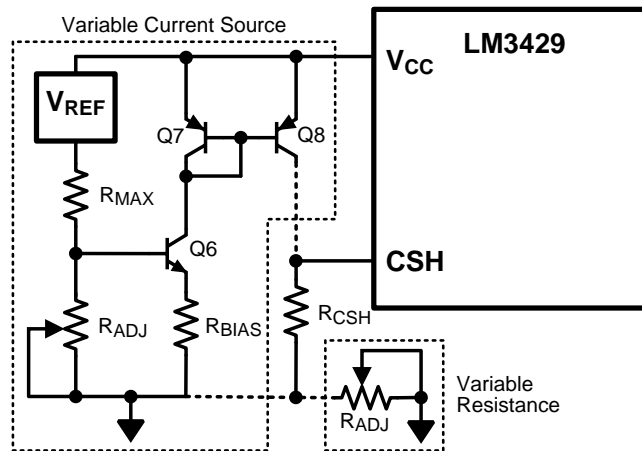 Variable Current Source
LM3429
VCC
VREF
Q7
Q8
RMAX
Q6
CSH
RADJ
RBIAS
RCSH
Variable
Resistance
RADJ